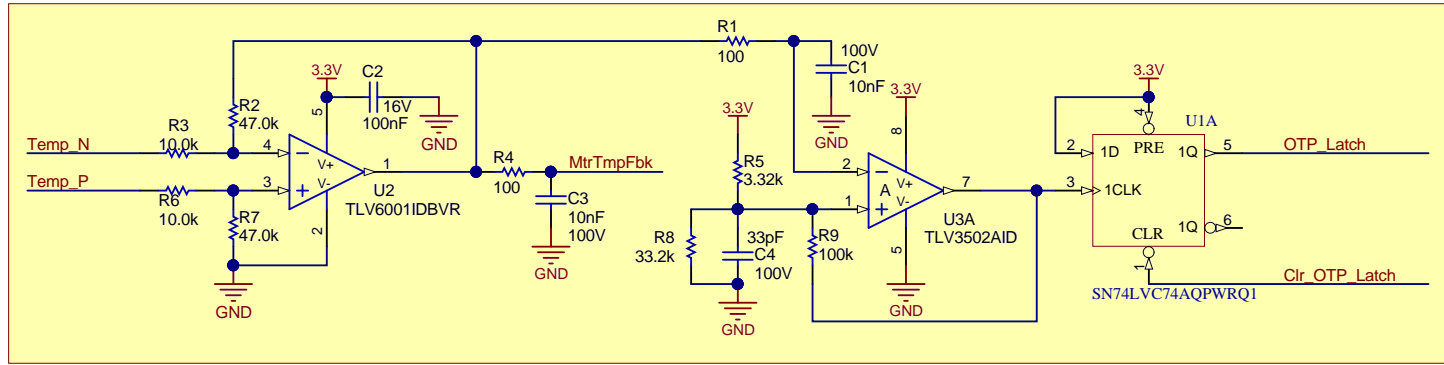 R1
100
100V
C1
10nF
GND
3.3V
C2
16V
100nF
GND
R2
47.0k
R3
10.0k
Temp_N
5
4
V+
V-
1
3
2
U2
TLV6001IDBVR
Temp_P
R6
10.0k
R7
47.0k
GND
R4
100
MtrTmpFbk
C3
10nF
100V
GND
3.3V
R5
3.32k
R8
33.2k
33pF
C4
100V
GND
R9
100k
3.3V
8
2
V+
A
V-
7
1
5
U3A
TLV3502AID
GND
3.3V
4
U1A
2
1D
PRE
1Q
5
OTP_Latch
3
1CLK
CLR
1Q
6
1
Clr_OTP_Latch
SN74LVC74AQPWRQ1